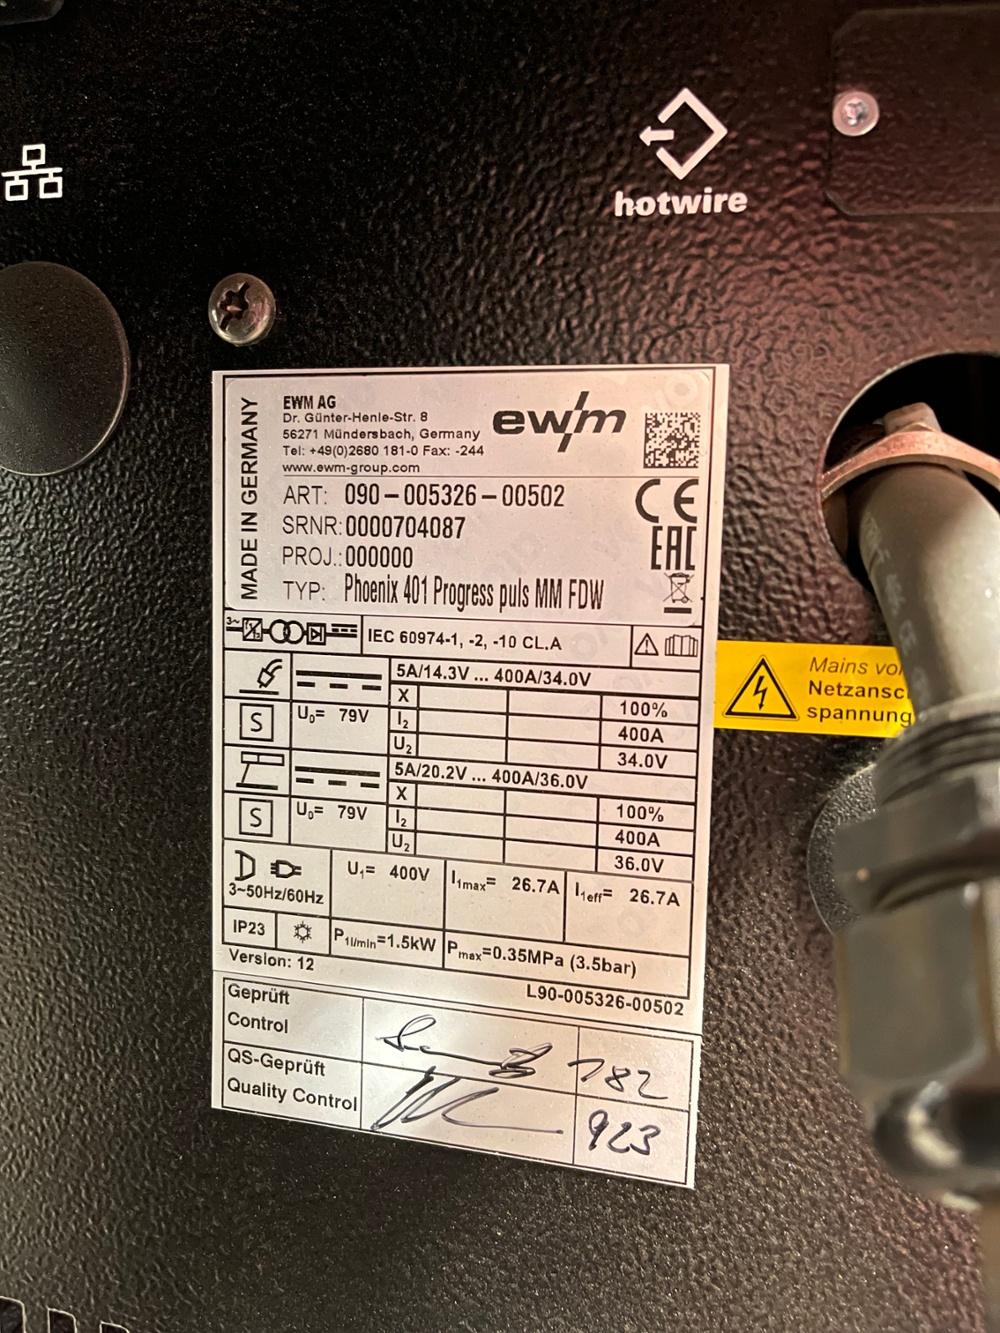 hotwire
MADE IN GERMANY
EWM AG
Dr. Günter-Henle-Str. 8
56271 Mündersbach, Germany
Tel: +49(0)2680 181-0 Fax: -244
www.ewm-group.com
ewm
ART: 090-005326-00502
SRNR: 0000704087
PROJ.: 000000
TYP: Phoenix 401 Progress puls MM FDW
CE
EAC
3~
IEC 60974-1, -2, -10 CL.A
5A/14.3V ... 400A/34.0V
S
U₀= 79V
X 100%
I₂ 400A
U₂ 34.0V
5A/20.2V ... 400A/36.0V
S
U₀= 79V
X 100%
I₂ 400A
U₂ 36.0V
3~50Hz/60Hz
U₁= 400V
I1max= 26.7A
I1eff= 26.7A
IP23
P1l/min=1.5kW
Pmax=0.35MPa (3.5bar)
Version: 12
L90-005326-00502
Geprüft
Control
782
QS-Geprüft
Quality Control
923
Mains
Netzansc
spannung